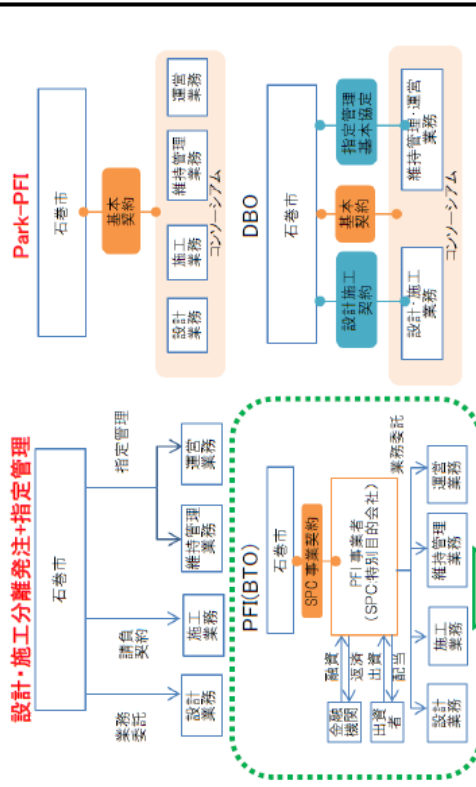 設計・施工分離発注+指定管理
石巻市
業務
委託
請負
契約
指定管理
設計
業務
施工
業務
維持管理
業務
運営
業務
Park-PFI
石巻市
基本
契約
設計
業務
施工
業務
維持管理
業務
運営
業務
コンソーシアム
PFI(BTO)
石巻市
SPC事業契約
PFI事業者
(SPC:特別目的会社)
融資
返済
出資
配当
金融
機関
出資
者
業務委託
設計
業務
施工
業務
維持管理
業務
運営
業務
DBO
石巻市
設計施工
契約
基本
契約
指定管理
基本協定
設計・施工
業務
維持管理・運営
業務
コンソーシアム